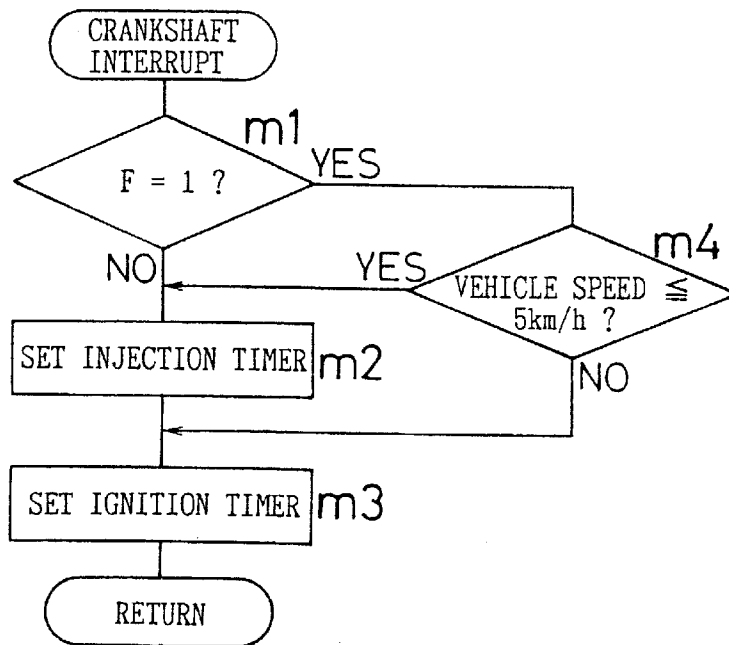 CRANKSHAFT
INTERRUPT
m1
F = 1 ?
YES
NO
m4
YES
VEHICLE SPEED ≦
5km/h ?
NO
SET INJECTION TIMER
m2
SET IGNITION TIMER
m3
RETURN